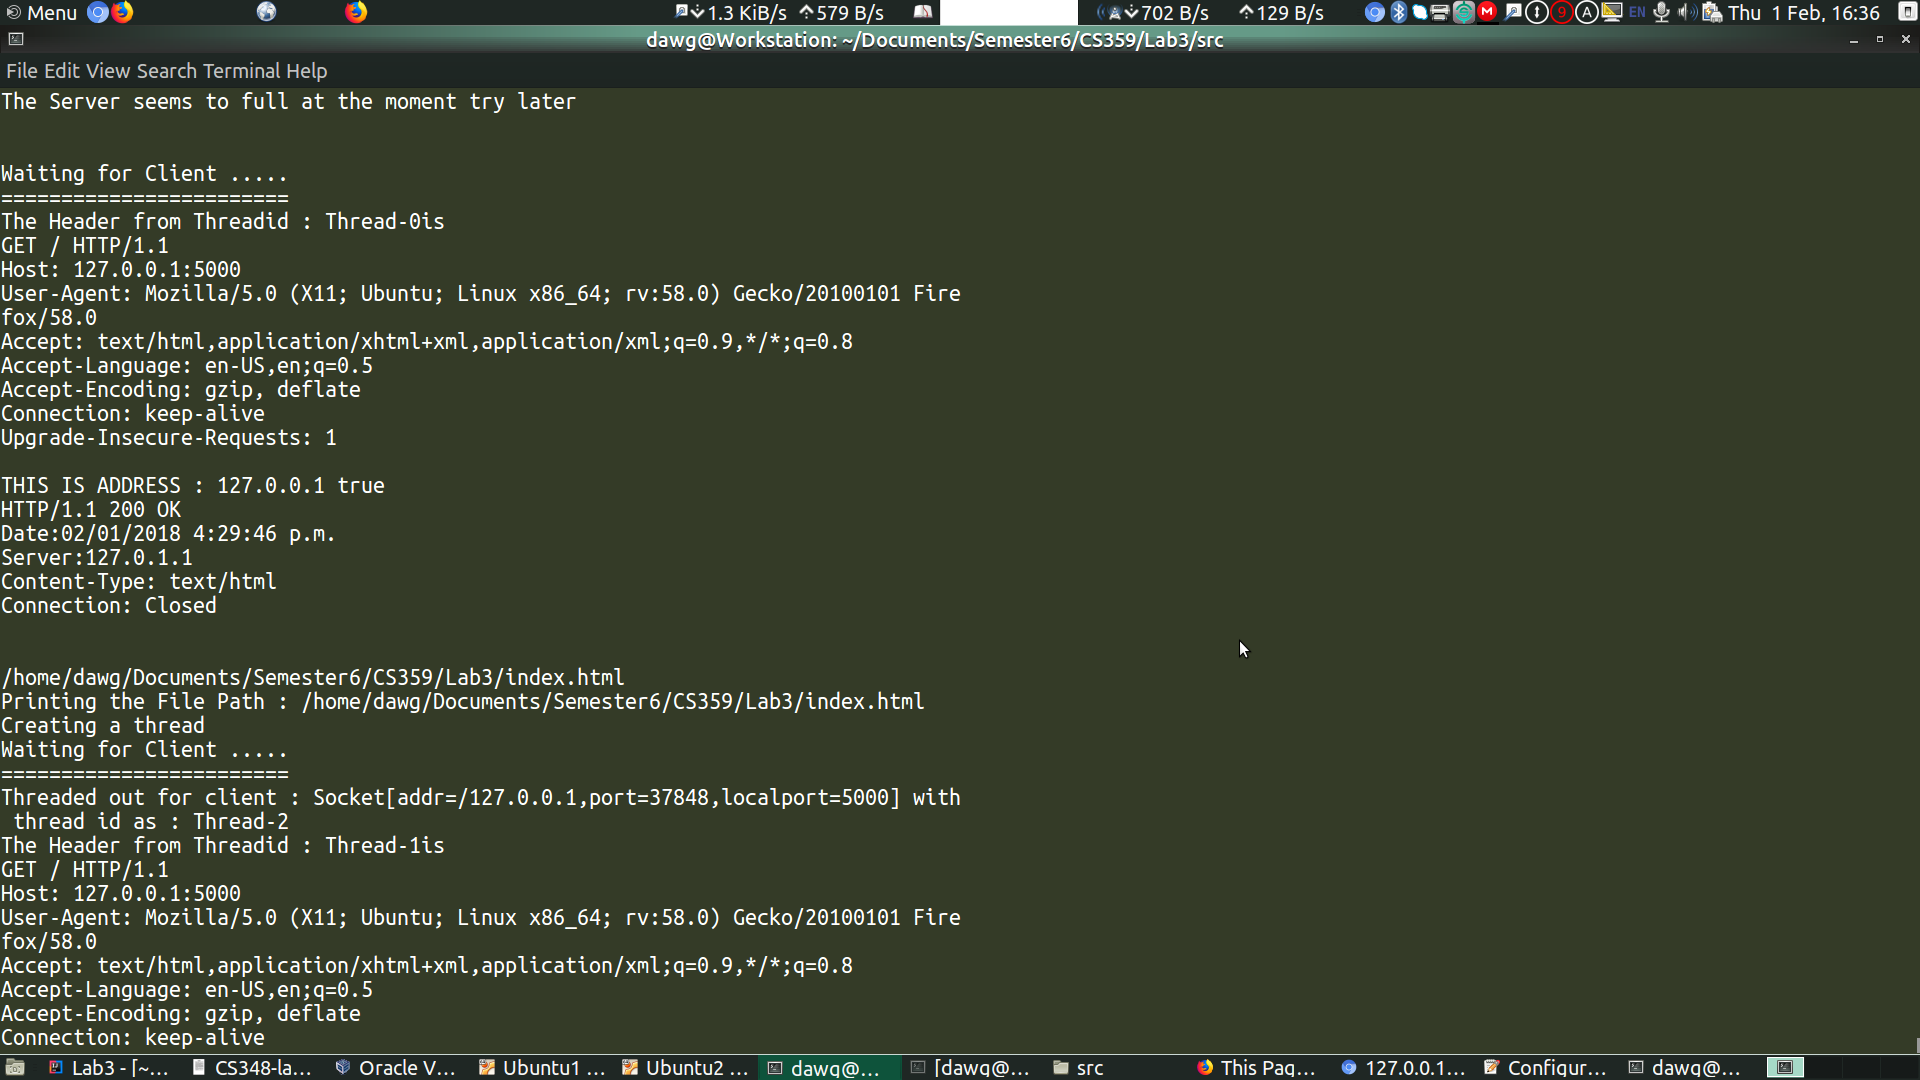 Menu 1.3 KiB/s 579 B/s 702 B/s 129 B/s 9 A EN Thu 1 Feb, 16:36
dawg@Workstation: ~/Documents/Semester6/CS359/Lab3/src
File Edit View Search Terminal Help
The Server seems to full at the moment try later
Waiting for Client .....
========================
The Header from Threadid : Thread-0is
GET / HTTP/1.1
Host: 127.0.0.1:5000
User-Agent: Mozilla/5.0 (X11; Ubuntu; Linux x86_64; rv:58.0) Gecko/20100101 Fire
fox/58.0
Accept: text/html,application/xhtml+xml,application/xml;q=0.9,*/*;q=0.8
Accept-Language: en-US,en;q=0.5
Accept-Encoding: gzip, deflate
Connection: keep-alive
Upgrade-Insecure-Requests: 1
THIS IS ADDRESS : 127.0.0.1 true
HTTP/1.1 200 OK
Date:02/01/2018 4:29:46 p.m.
Server:127.0.1.1
Content-Type: text/html
Connection: Closed
/home/dawg/Documents/Semester6/CS359/Lab3/index.html
Printing the File Path : /home/dawg/Documents/Semester6/CS359/Lab3/index.html
Creating a thread
Waiting for Client .....
========================
Threaded out for client : Socket[addr=/127.0.0.1,port=37848,localport=5000] with
 thread id as : Thread-2
The Header from Threadid : Thread-1is
GET / HTTP/1.1
Host: 127.0.0.1:5000
User-Agent: Mozilla/5.0 (X11; Ubuntu; Linux x86_64; rv:58.0) Gecko/20100101 Fire
fox/58.0
Accept: text/html,application/xhtml+xml,application/xml;q=0.9,*/*;q=0.8
Accept-Language: en-US,en;q=0.5
Accept-Encoding: gzip, deflate
Connection: keep-alive
Lab3 - [~... CS348-la... Oracle V... Ubuntu1 ... Ubuntu2 ... dawg@... [dawg@... src This Pag... 127.0.0.1... Configur... dawg@...